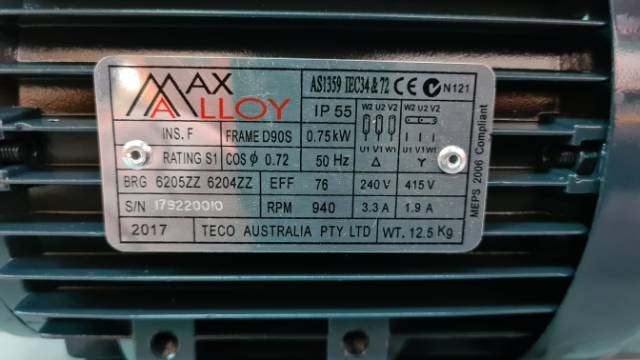 MAX ALLOY
AS1359 IEC34 & 72 CE N121
INS. F FRAME D90S 0.75 kW IP 55
W2 U2 V2 W2 U2 V2
U1 V1 W1 U1 V1 W1
RATING S1 COS φ 0.72 50 Hz Δ Y
BRG 6205ZZ 6204ZZ EFF 76 240 V 415 V
S/N 179220010 RPM 940 3.3 A 1.9 A
2017 TECO AUSTRALIA PTY LTD WT. 12.5 Kg
MEPS 2006 Compliant